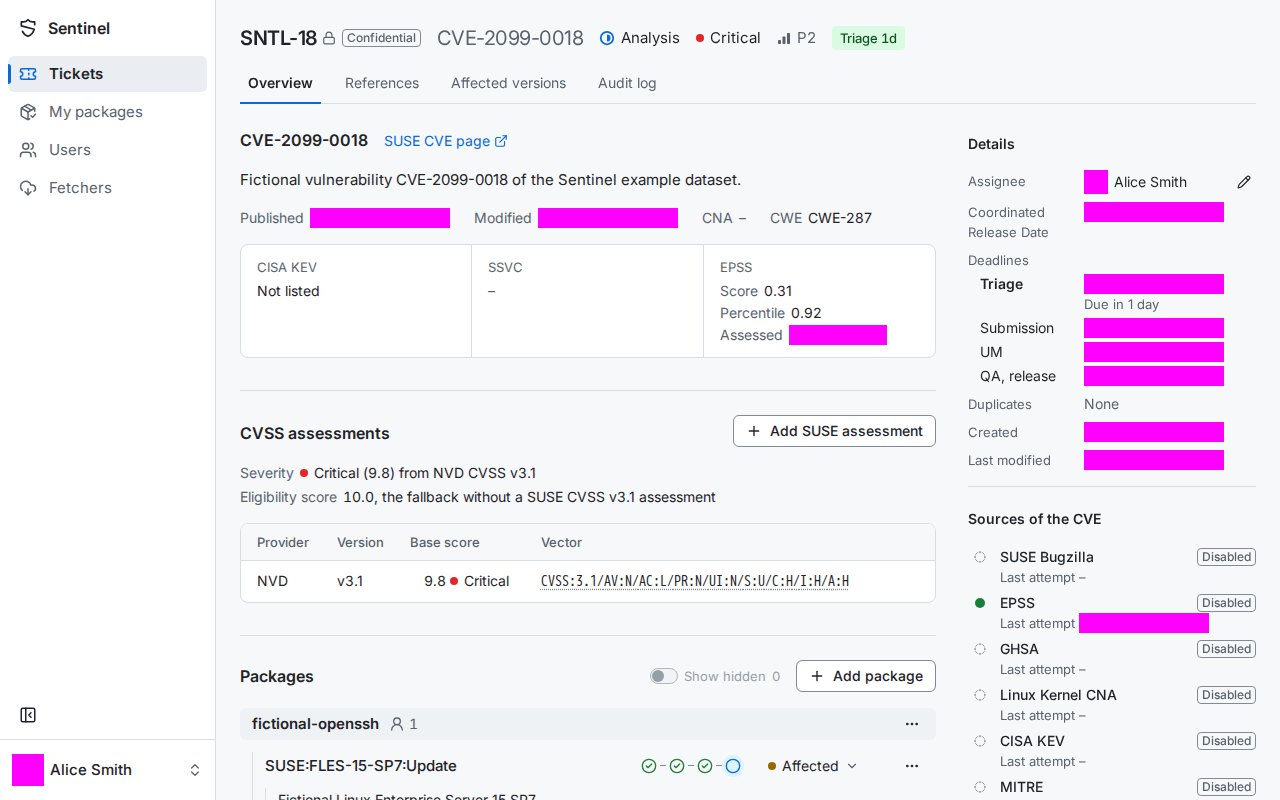 Sentinel
Tickets
My packages
Users
Fetchers
Alice Smith
SNTL-18 Confidential CVE-2099-0018 Analysis Critical P2 Triage 1d
Overview References Affected versions Audit log
CVE-2099-0018 SUSE CVE page
Fictional vulnerability CVE-2099-0018 of the Sentinel example dataset.
Published Modified CNA – CWE CWE-287
CISA KEV
Not listed
SSVC
–
EPSS
Score 0.31
Percentile 0.92
Assessed
CVSS assessments Add SUSE assessment
Severity Critical (9.8) from NVD CVSS v3.1
Eligibility score 10.0, the fallback without a SUSE CVSS v3.1 assessment
Provider Version Base score Vector
NVD v3.1 9.8 Critical CVSS:3.1/AV:N/AC:L/PR:N/UI:N/S:U/C:H/I:H/A:H
Packages Show hidden 0 Add package
fictional-openssh 1
SUSE:FLES-15-SP7:Update Affected
Fictional Linux Enterprise Server 15 SP7
Details
Assignee Alice Smith
Coordinated
Release Date
Deadlines
Triage
Due in 1 day
Submission
UM
QA, release
Duplicates None
Created
Last modified
Sources of the CVE
SUSE Bugzilla Disabled
Last attempt –
EPSS Disabled
Last attempt
GHSA Disabled
Last attempt –
Linux Kernel CNA Disabled
Last attempt –
CISA KEV Disabled
Last attempt –
MITRE Disabled